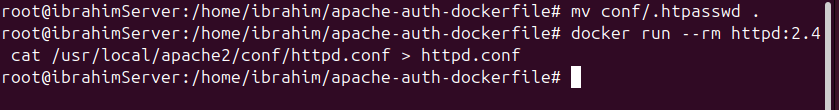 root@ibrahimServer:/home/ibrahim/apache-auth-dockerfile# mv conf/.htpasswd .
root@ibrahimServer:/home/ibrahim/apache-auth-dockerfile# docker run --rm httpd:2.4
cat /usr/local/apache2/conf/httpd.conf > httpd.conf
root@ibrahimServer:/home/ibrahim/apache-auth-dockerfile#